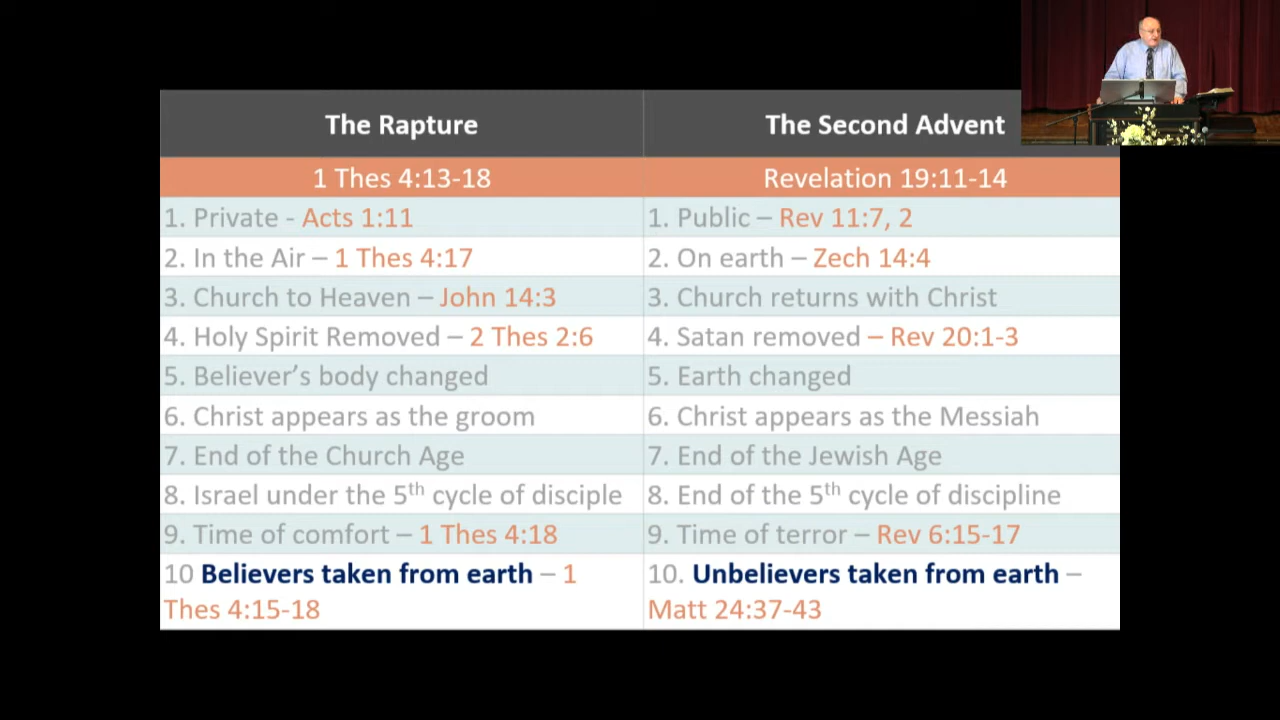 The Rapture
The Second Advent
1 Thes 4:13-18
Revelation 19:11-14
1. Private - Acts 1:11
1. Public – Rev 11:7, 2
2. In the Air – 1 Thes 4:17
2. On earth – Zech 14:4
3. Church to Heaven – John 14:3
3. Church returns with Christ
4. Holy Spirit Removed – 2 Thes 2:6
4. Satan removed – Rev 20:1-3
5. Believer’s body changed
5. Earth changed
6. Christ appears as the groom
6. Christ appears as the Messiah
7. End of the Church Age
7. End of the Jewish Age
8. Israel under the 5th cycle of disciple
8. End of the 5th cycle of discipline
9. Time of comfort – 1 Thes 4:18
9. Time of terror – Rev 6:15-17
10 Believers taken from earth – 1
Thes 4:15-18
10. Unbelievers taken from earth –
Matt 24:37-43